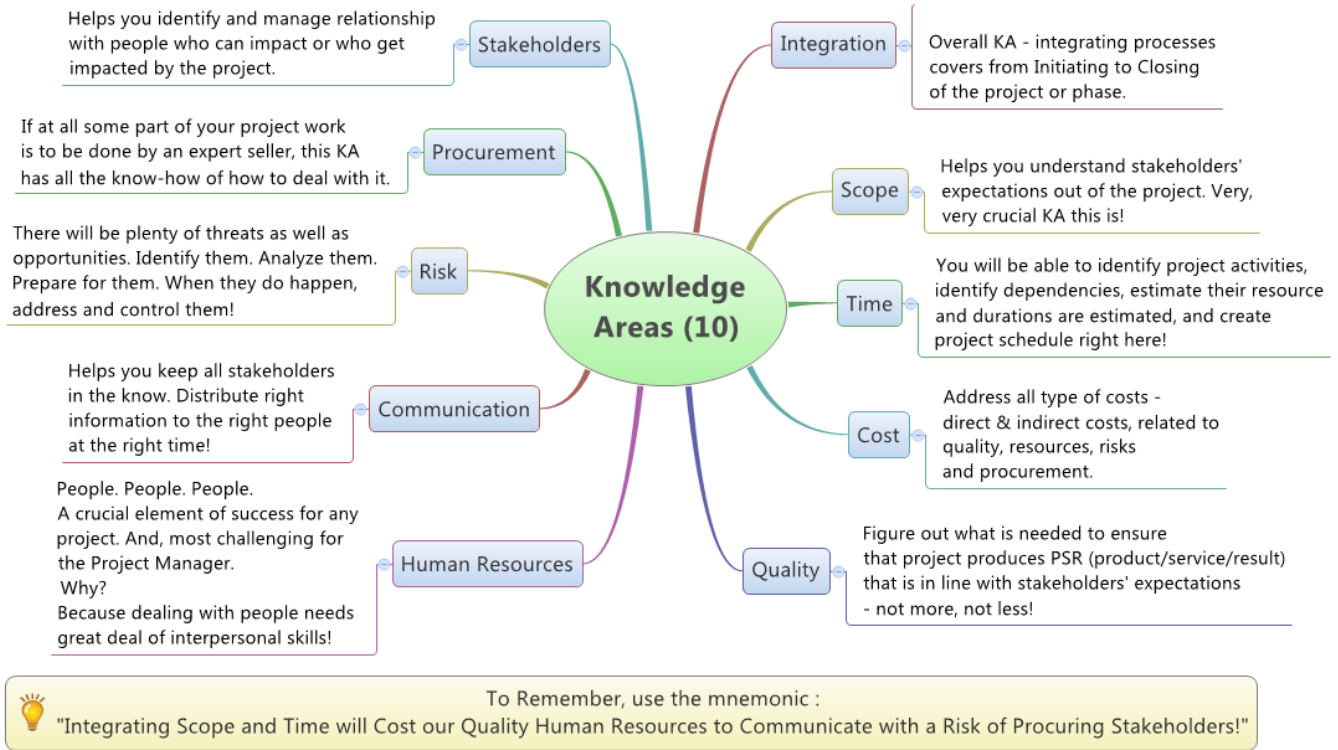 Knowledge
Areas (10)
Integration
Overall KA - integrating processes
covers from Initiating to Closing
of the project or phase.
Scope
Helps you understand stakeholders'
expectations out of the project. Very,
very crucial KA this is!
Time
You will be able to identify project activities,
identify dependencies, estimate their resource
and durations are estimated, and create
project schedule right here!
Cost
Address all type of costs -
direct & indirect costs, related to
quality, resources, risks
and procurement.
Quality
Figure out what is needed to ensure
that project produces PSR (product/service/result)
that is in line with stakeholders' expectations
- not more, not less!
Human Resources
People. People. People.
A crucial element of success for any
project. And, most challenging for
the Project Manager.
Why?
Because dealing with people needs
great deal of interpersonal skills!
Communication
Helps you keep all stakeholders
in the know. Distribute right
information to the right people
at the right time!
Risk
There will be plenty of threats as well as
opportunities. Identify them. Analyze them.
Prepare for them. When they do happen,
address and control them!
Procurement
If at all some part of your project work
is to be done by an expert seller, this KA
has all the know-how of how to deal with it.
Stakeholders
Helps you identify and manage relationship
with people who can impact or who get
impacted by the project.
To Remember, use the mnemonic :
"Integrating Scope and Time will Cost our Quality Human Resources to Communicate with a Risk of Procuring Stakeholders!"